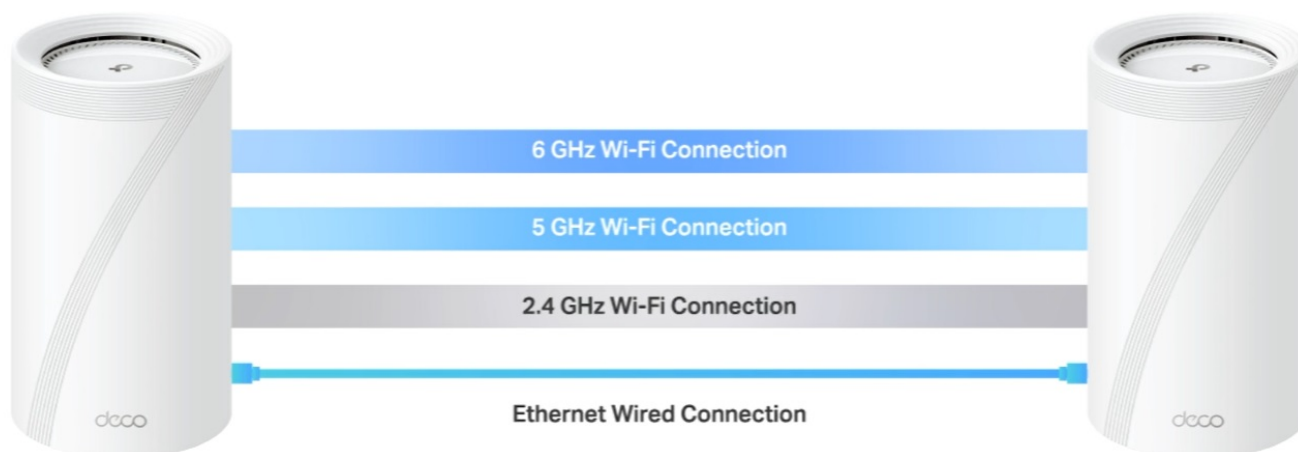 6 GHz Wi-Fi Connection
5 GHz Wi-Fi Connection
2.4 GHz Wi-Fi Connection
Ethernet Wired Connection
deco
deco